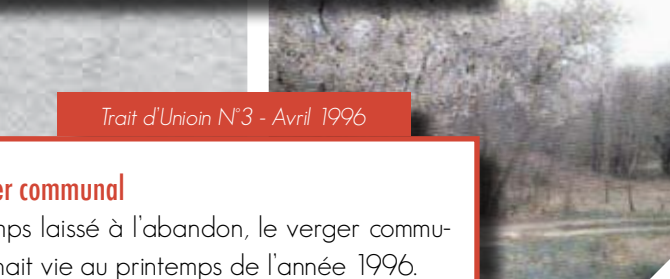 Trait d'Unioin N°3 - Avril 1996
er communal
mps laissé à l'abandon, le verger commu-
nait vie au printemps de l'année 1996.